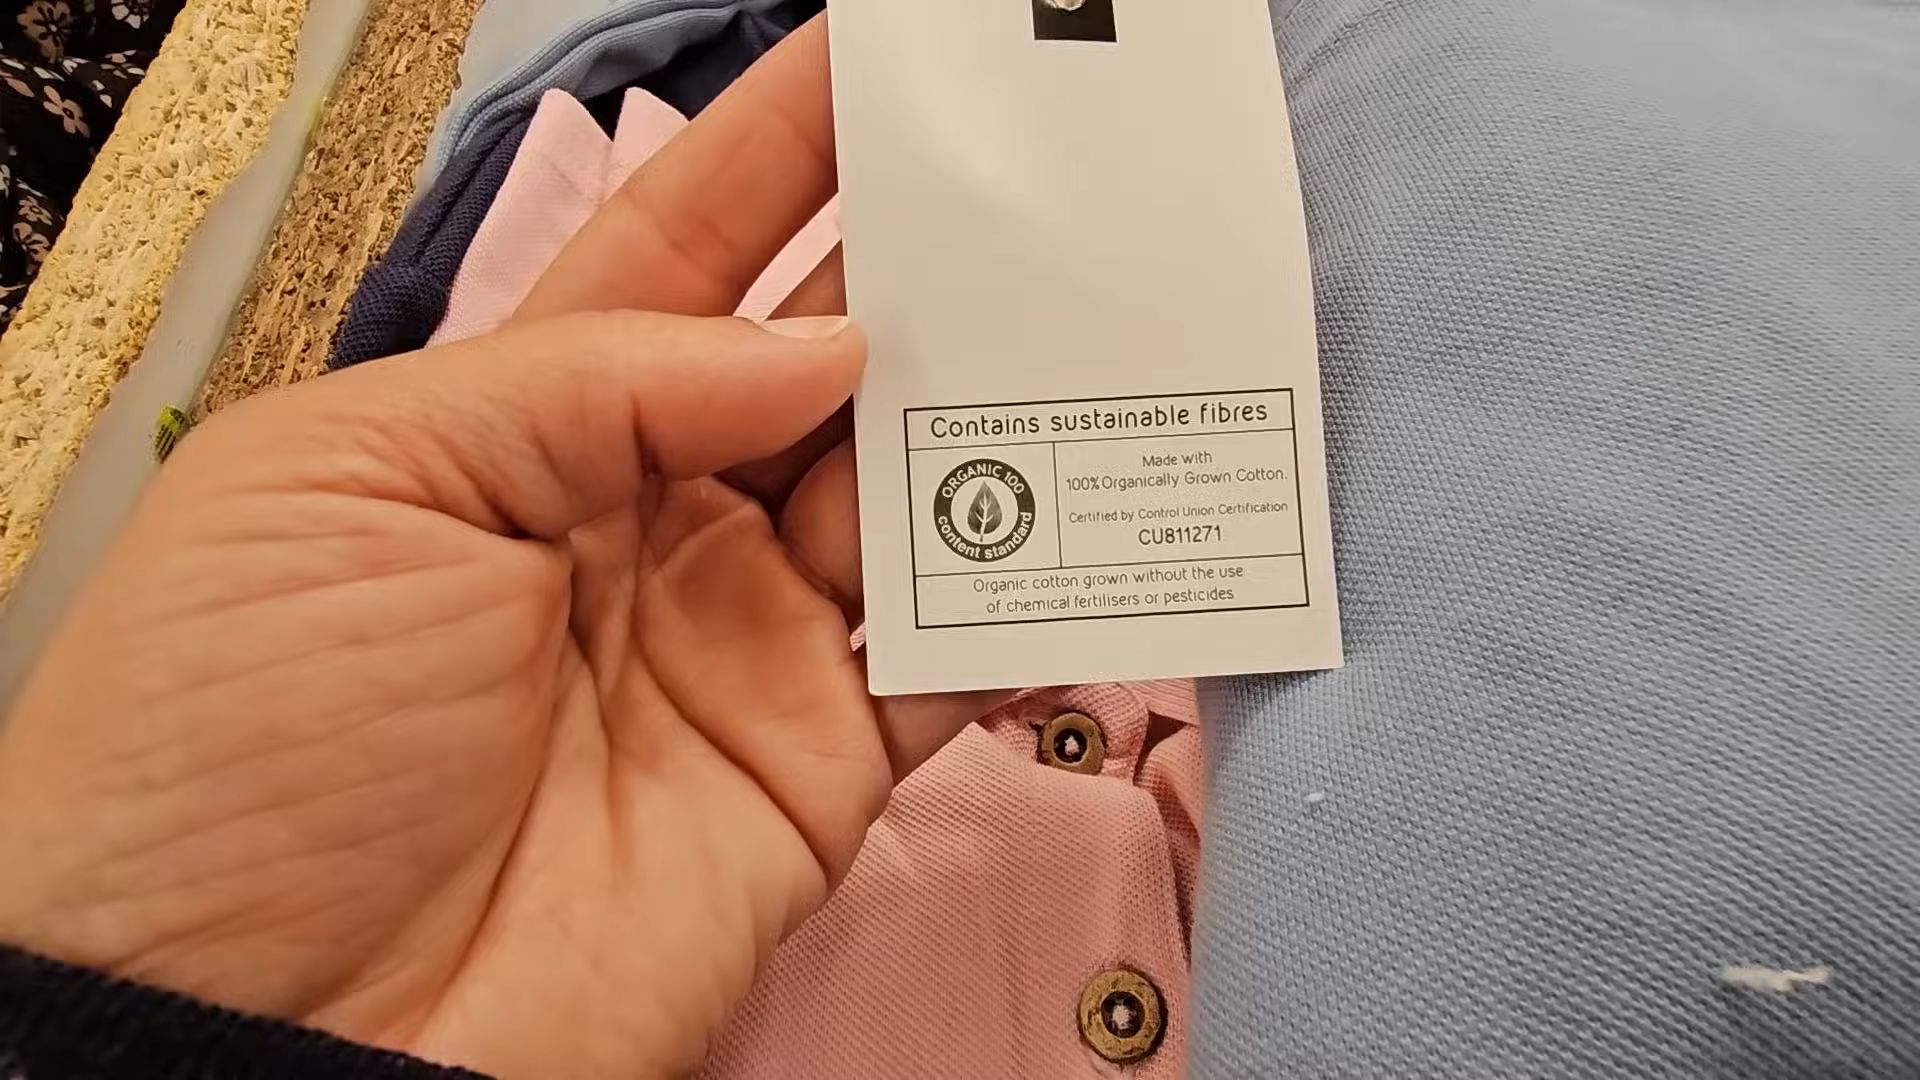 Contains sustainable fibres
ORGANIC 100
content standard
Made with
100% Organically Grown Cotton.
Certified by Control Union Certification
CU811271
Organic cotton grown without the use
of chemical fertilisers or pesticides